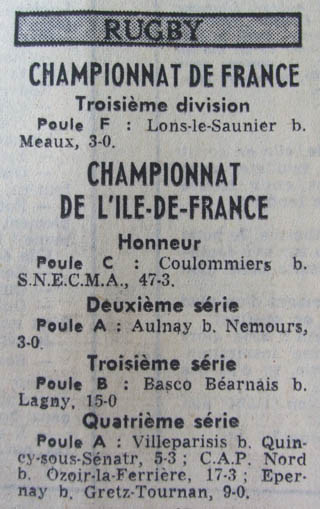 RUGBY
CHAMPIONNAT DE FRANCE
Troisième division
Poule F : Lons-le-Saunier b.
Meaux, 3-0.
CHAMPIONNAT
DE L'ILE-DE-FRANCE
Honneur
Poule C : Coulommiers b.
S.N.E.C.M.A., 47-3.
Deuxième série
Poule A : Aulnay b. Nemours,
3-0.
Troisième série
Poule B : Basco Béarnais b.
Lagny, 15-0
Quatrième série
Poule A : Villeparisis b. Quin-
cy-sous-Sénatr, 5-3 ; C.A.P. Nord
b. Ozoir-la-Ferrière, 17-3 ; Eper-
nay b. Gretz-Tournan, 9-0.